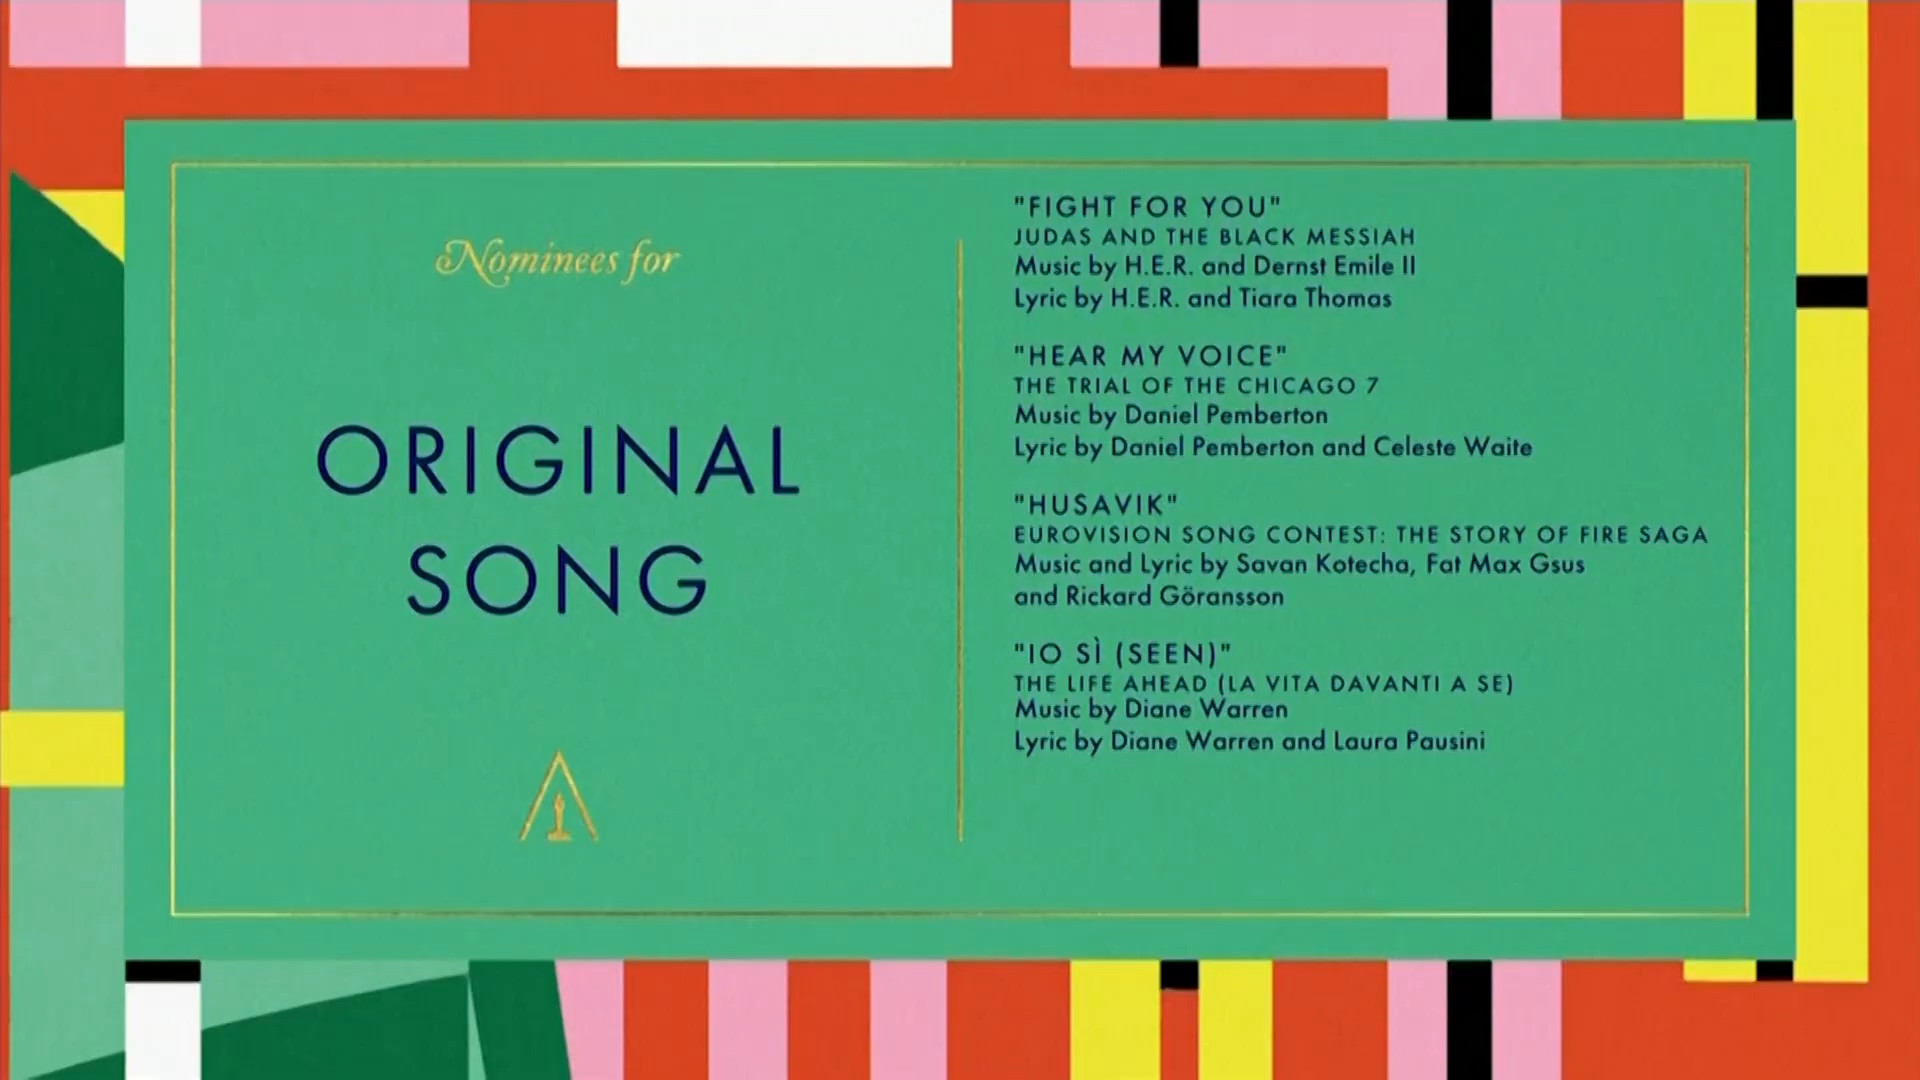 Nominees for
ORIGINAL
SONG
"FIGHT FOR YOU"
JUDAS AND THE BLACK MESSIAH
Music by H.E.R. and Dernst Emile II
Lyric by H.E.R. and Tiara Thomas
"HEAR MY VOICE"
THE TRIAL OF THE CHICAGO 7
Music by Daniel Pemberton
Lyric by Daniel Pemberton and Celeste Waite
"HUSAVIK"
EUROVISION SONG CONTEST: THE STORY OF FIRE SAGA
Music and Lyric by Savan Kotecha, Fat Max Gsus
and Rickard Göransson
"IO SÌ (SEEN)"
THE LIFE AHEAD (LA VITA DAVANTI A SE)
Music by Diane Warren
Lyric by Diane Warren and Laura Pausini